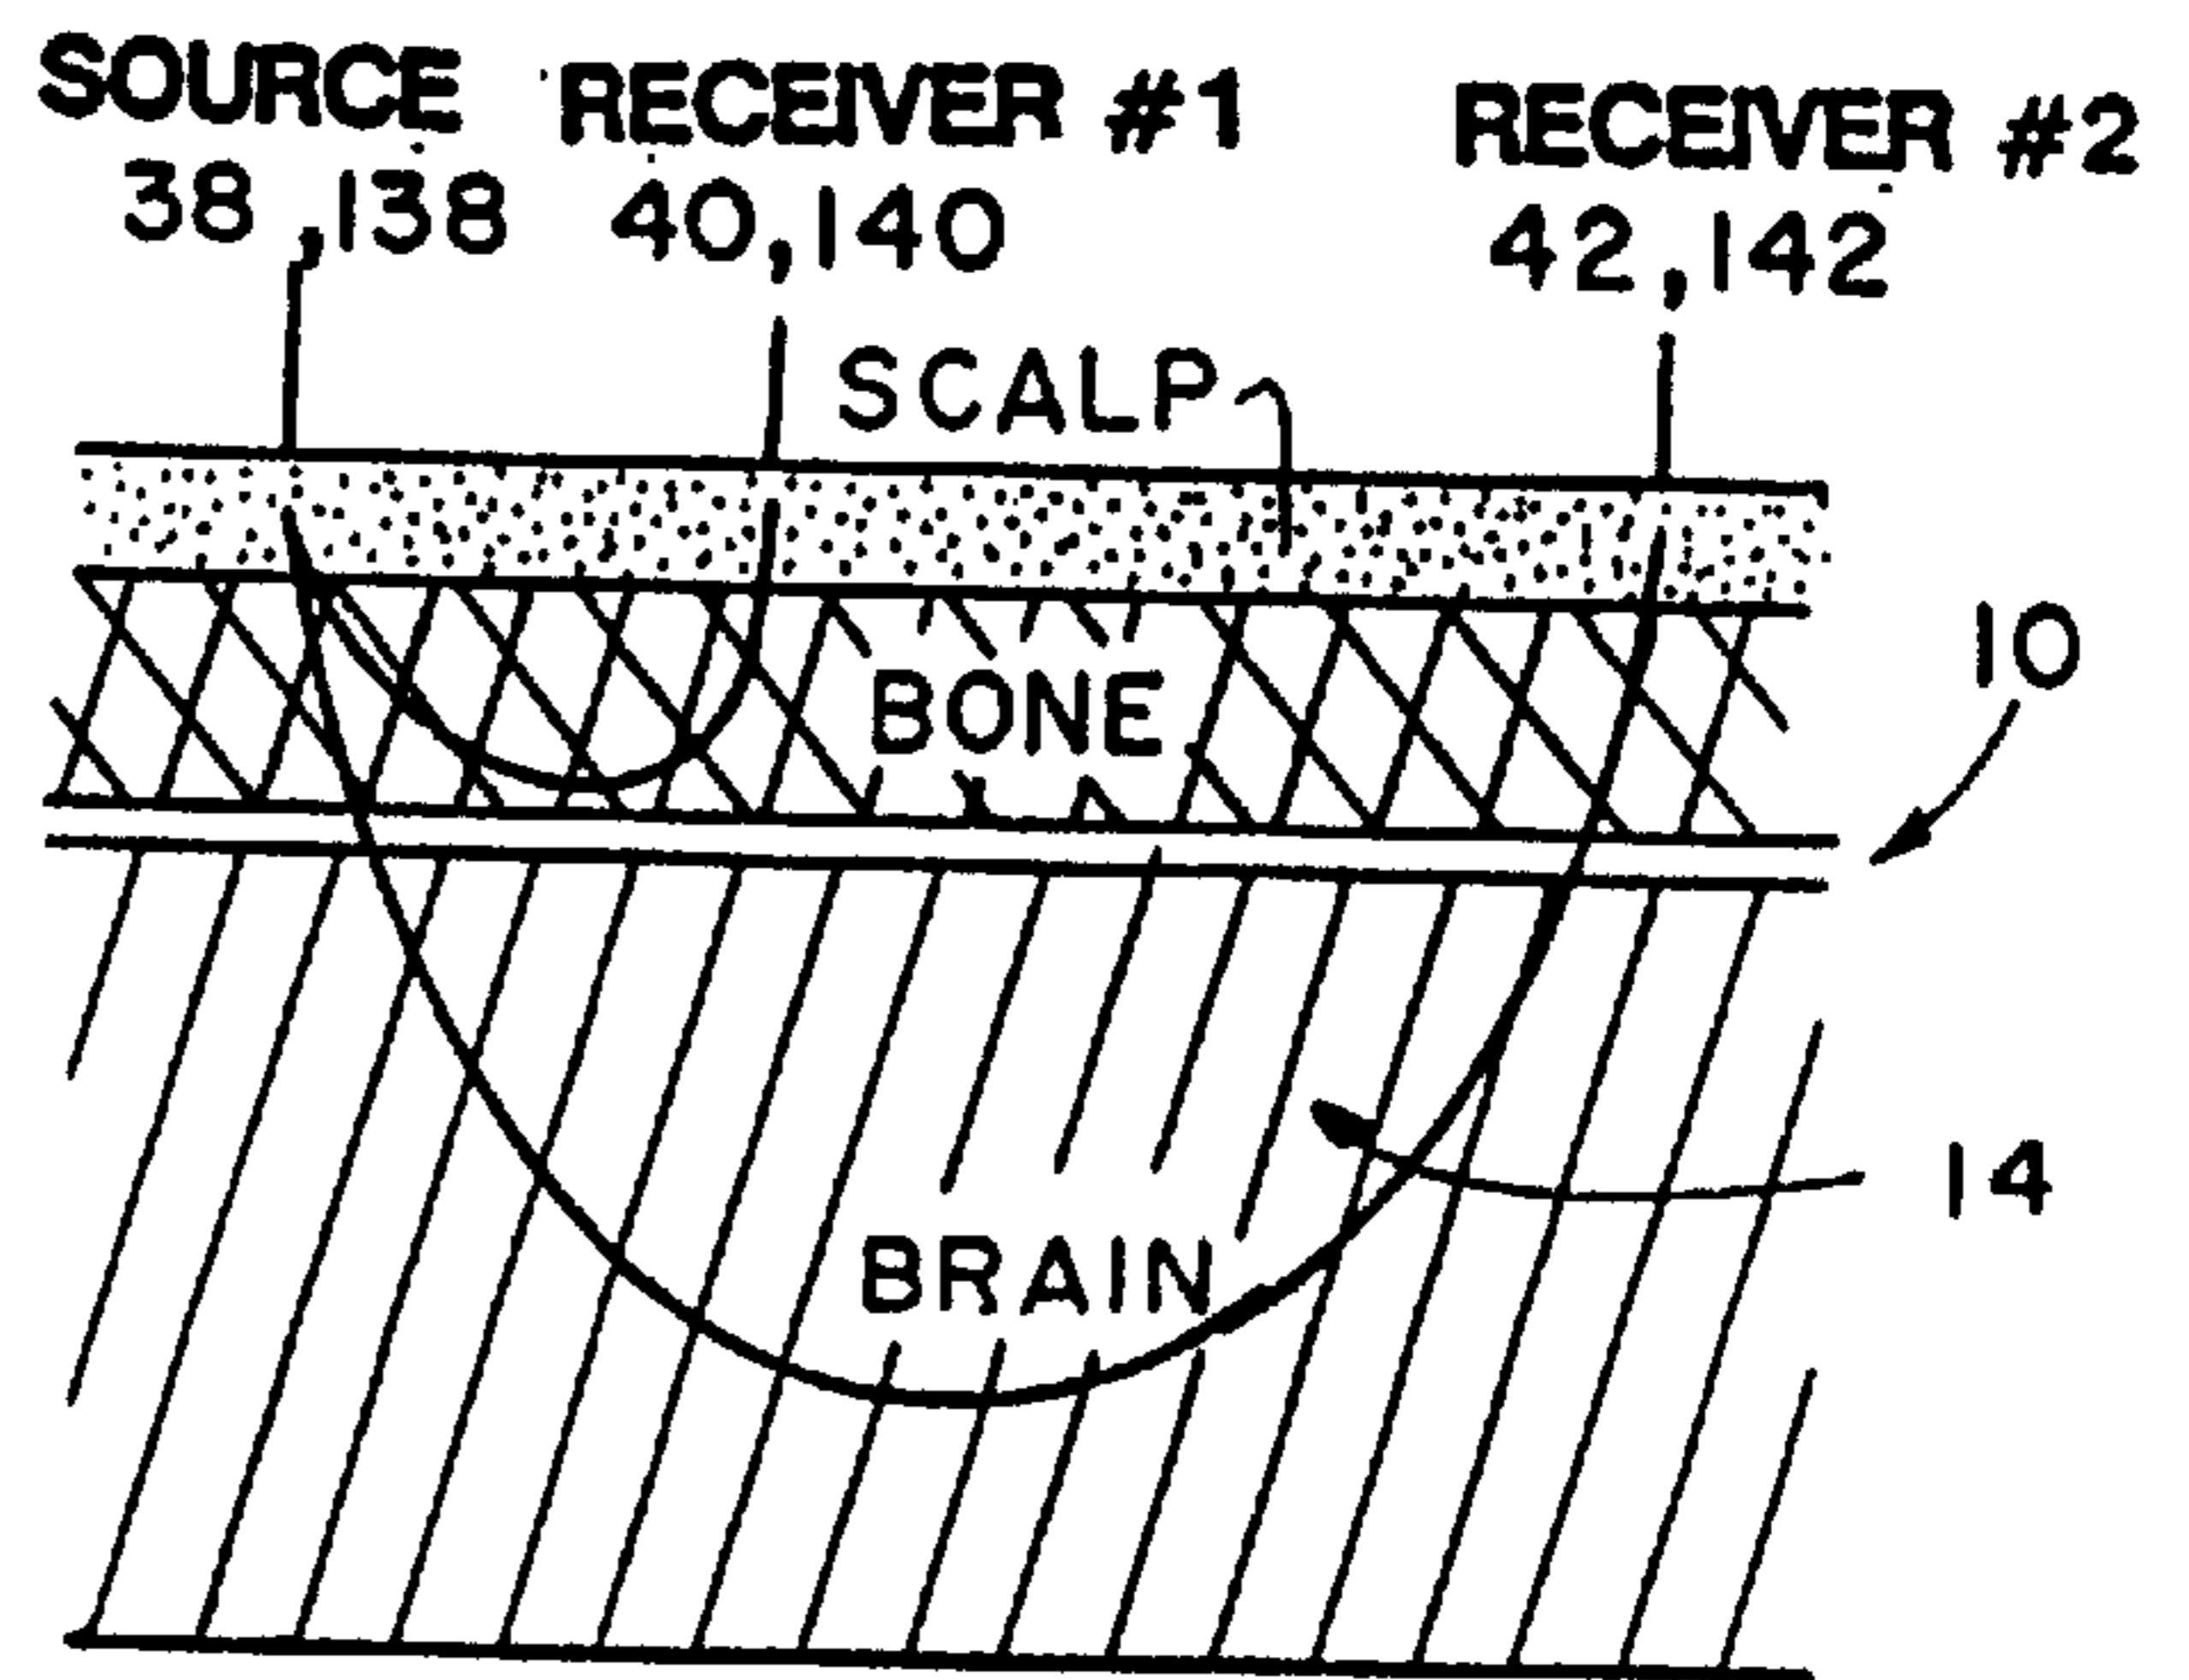 SOURCE RECEIVER #1 RECEIVER #2
38,138 40,140 42,142
SCALP
BONE
10
14
BRAIN